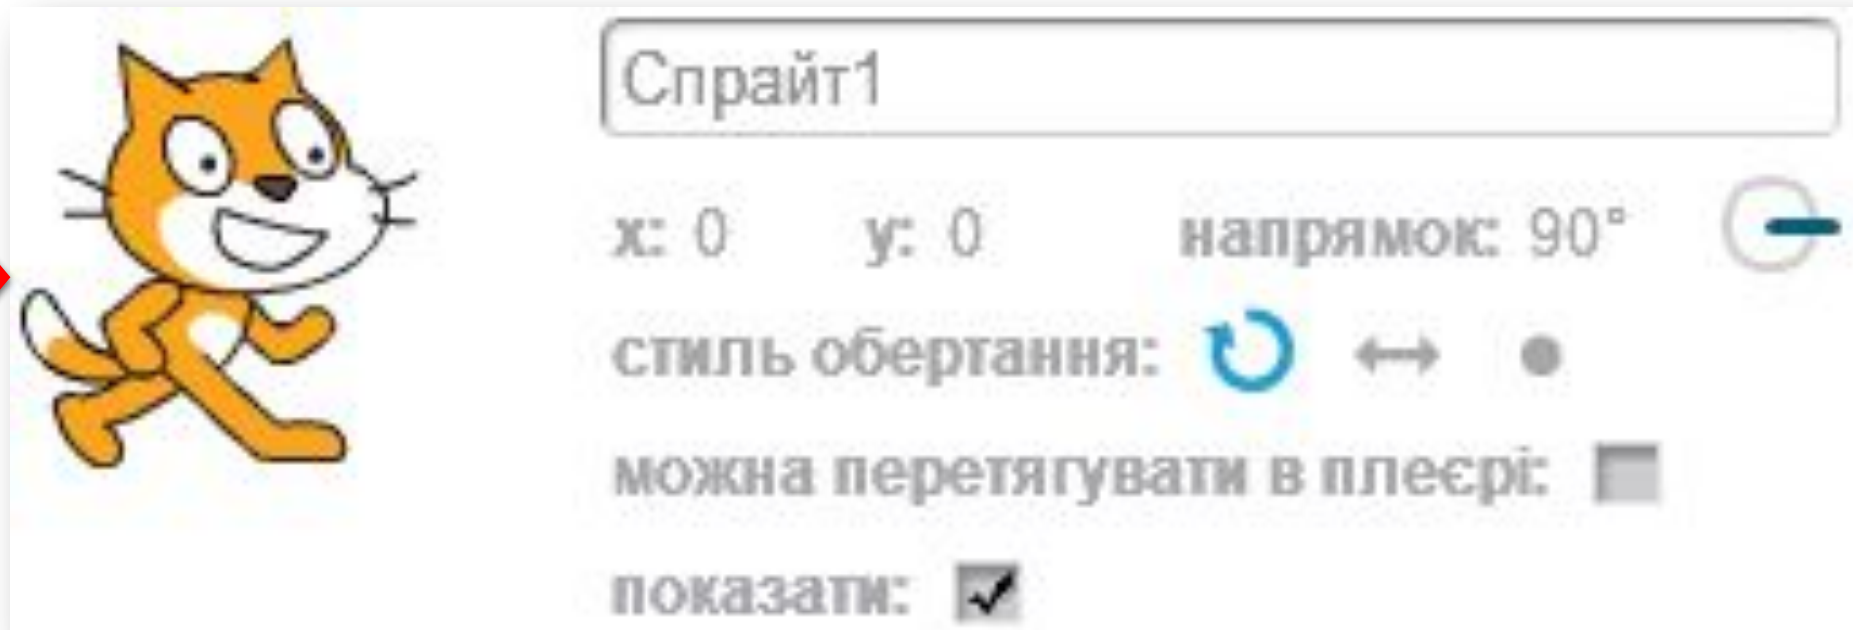 Спрайт1
x: 0 y: 0 напрямок: 90°
стиль обертання:
можна перетягувати в плеєрі:
показати: